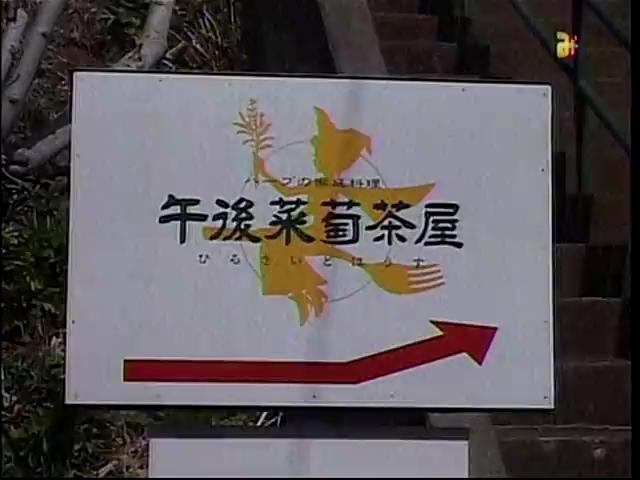 ハーブの家庭料理
午後菜萄茶屋
ひるさいどはうす